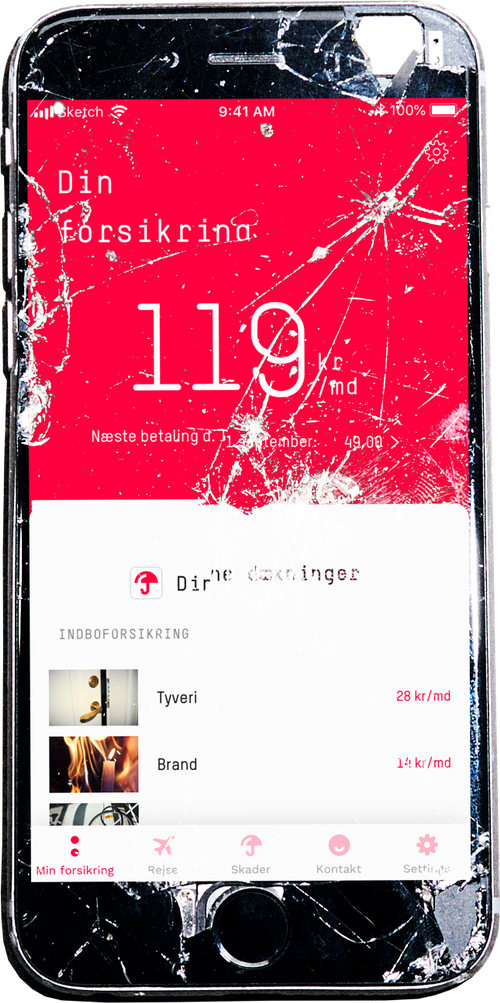 Sketch
9:41 AM
100%
Din
forsikring
119
kr
/md
Næste betaling d. 1. september: 49,00
Dine dækninger
INDBOFORSIKRING
Tyveri
28 kr/md
Brand
14 kr/md
Min forsikring
Rejse
Skader
Kontakt
Settings